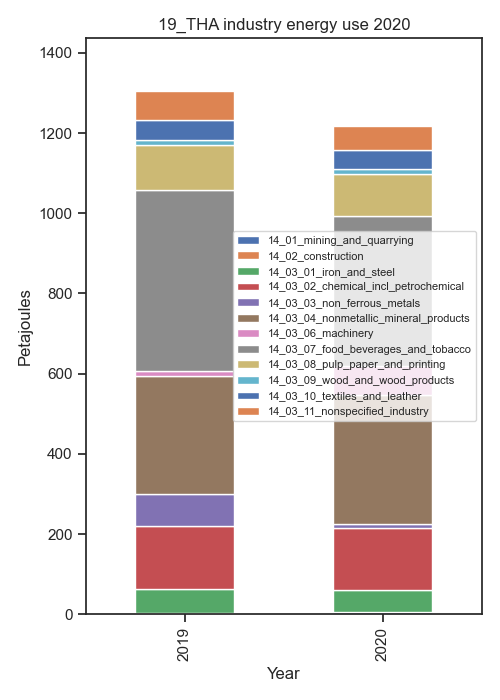 19_THA industry energy use 2020
1400
1200
1000
800
600
400
200
0
Petajoules
14_01_mining_and_quarrying
14_02_construction
14_03_01_iron_and_steel
14_03_02_chemical_incl_petrochemical
14_03_03_non_ferrous_metals
14_03_04_nonmetallic_mineral_products
14_03_06_machinery
14_03_07_food_beverages_and_tobacco
14_03_08_pulp_paper_and_printing
14_03_09_wood_and_wood_products
14_03_10_textiles_and_leather
14_03_11_nonspecified_industry
2019
2020
Year